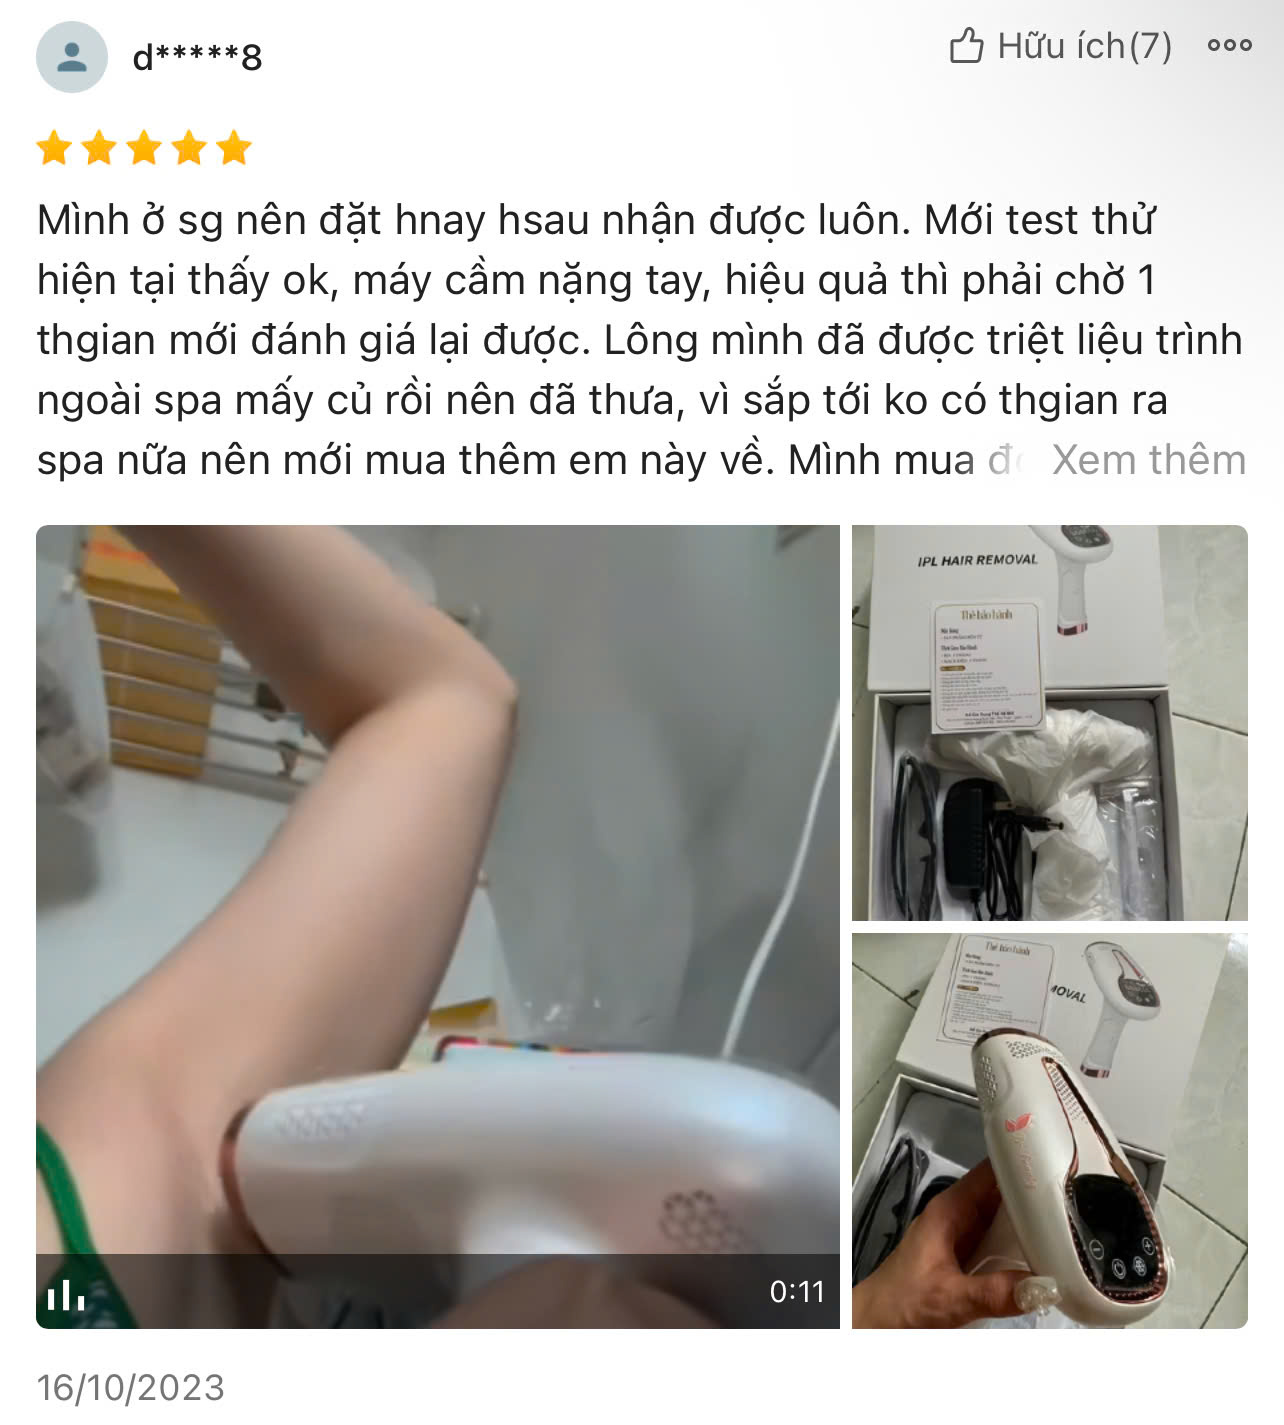 d*****8
Hữu ích(7)
Mình ở sg nên đặt hnay hsau nhận được luôn. Mới test thử
hiện tại thấy ok, máy cầm nặng tay, hiệu quả thì phải chờ 1
thgian mới đánh giá lại được. Lông mình đã được triệt liệu trình
ngoài spa mấy củ rồi nên đã thưa, vì sắp tới ko có thgian ra
spa nữa nên mới mua thêm em này về. Mình mua Xem thêm
IPL HAIR REMOVAL
Thẻ bảo hành
0:11
Thẻ bảo hành
MOVAL
16/10/2023